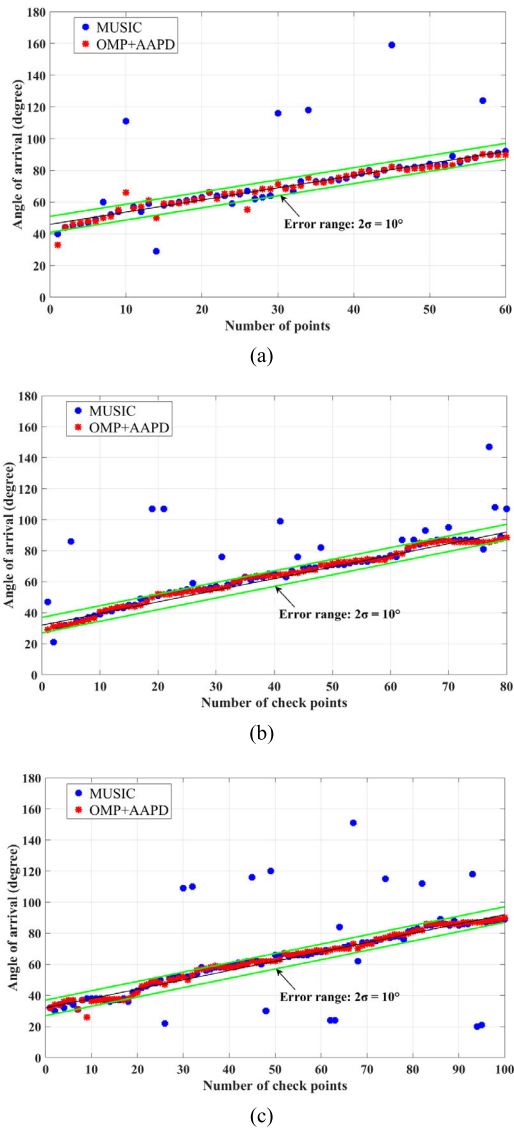 180
160
140
120
100
80
60
40
20
0
Angle of arrival (degree)
MUSIC
OMP+AAPD
Error range: 2σ = 10°
0 10 20 30 40 50 60
Number of points
(a)
180
160
140
120
100
80
60
40
20
0
Angle of arrival (degree)
MUSIC
OMP+AAPD
Error range: 2σ = 10°
0 10 20 30 40 50 60 70 80
Number of check points
(b)
180
160
140
120
100
80
60
40
20
0
Angle of arrival (degree)
MUSIC
OMP+AAPD
Error range: 2σ = 10°
0 10 20 30 40 50 60 70 80 90 100
Number of check points
(c)